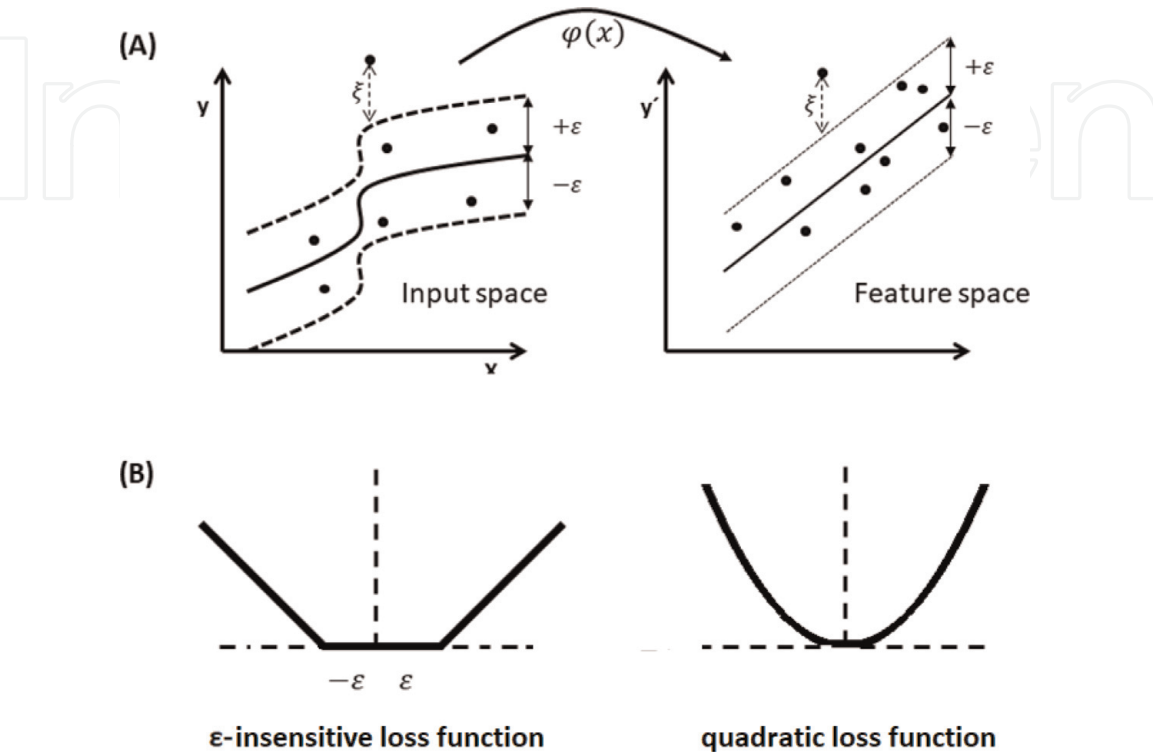 (A)
φ(x)
y
ξ
+ε
−ε
Input space
x
y´
ξ
+ε
−ε
Feature space
(B)
−ε ε
ε-insensitive loss function
quadratic loss function